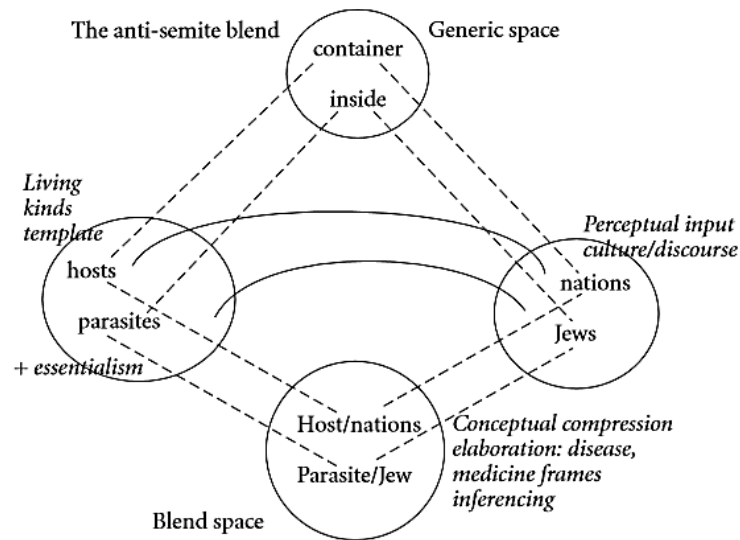 The anti-semite blend
Generic space
container
inside
Living
kinds
template
hosts
parasites
+ essentialism
Perceptual input
culture/discourse
nations
Jews
Host/nations
Parasite/Jew
Conceptual compression
elaboration: disease,
medicine frames
inferencing
Blend space